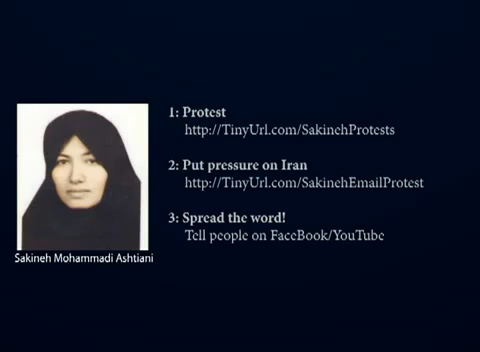 1: Protest
http://TinyUrl.com/SakinehProtests
2: Put pressure on Iran
http://TinyUrl.com/SakinehEmailProtest
3: Spread the word!
Tell people on FaceBook/YouTube
Sakineh Mohammadi Ashtiani